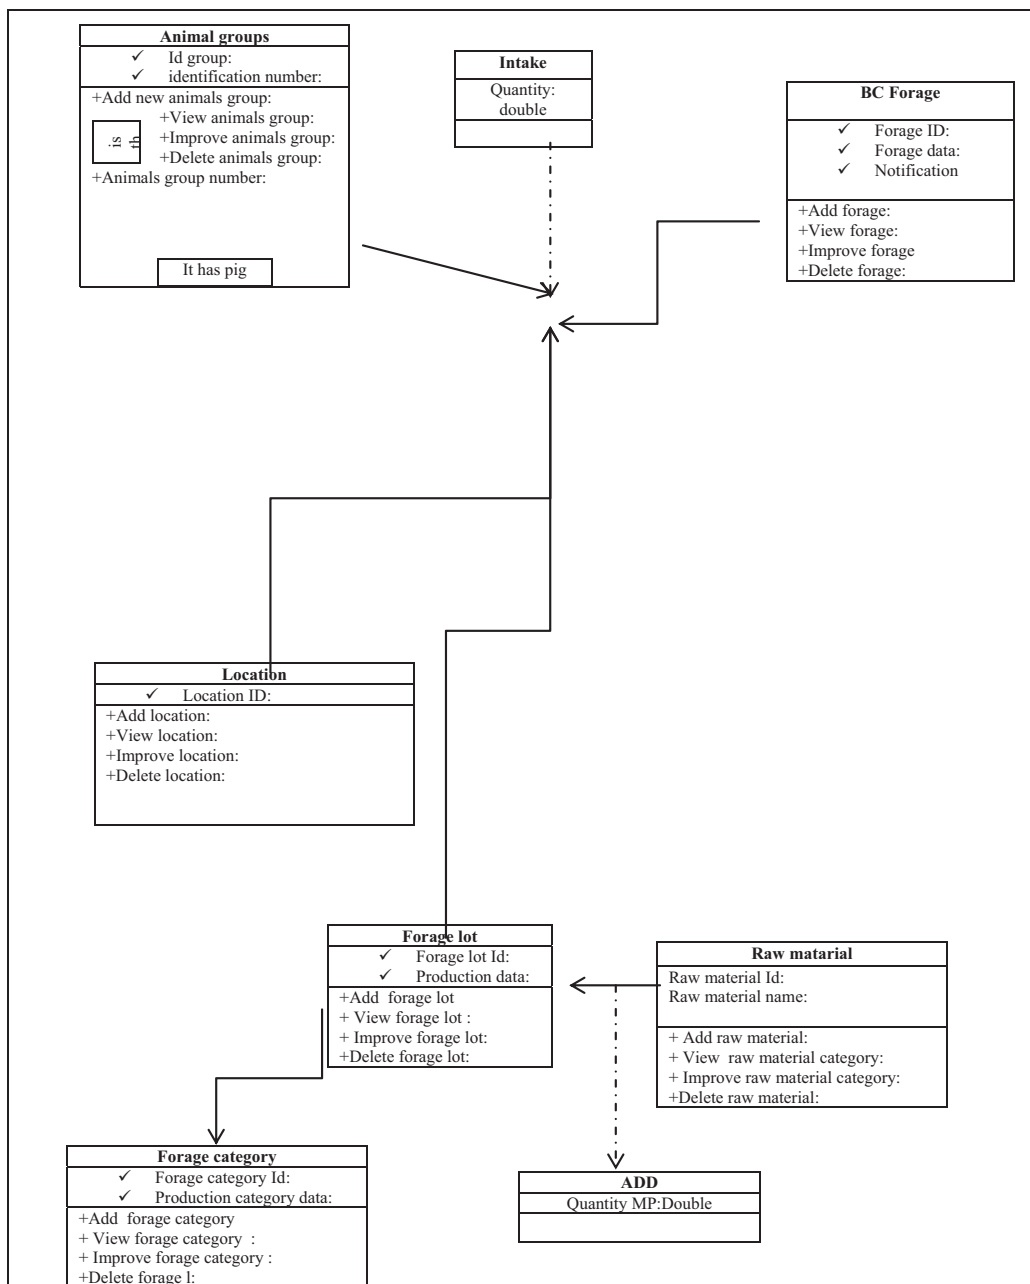 Animal groups
✓ Id group:
✓ identification number:
+Add new animals group:
+View animals group:
+Improve animals group:
+Delete animals group:
is
th
+Animals group number:
It has pig
Intake
Quantity:
double
BC Forage
✓ Forage ID:
✓ Forage data:
✓ Notification
+Add forage:
+View forage:
+Improve forage
+Delete forage:
Location
✓ Location ID:
+Add location:
+View location:
+Improve location:
+Delete location:
Forage lot
✓ Forage lot Id:
✓ Production data:
+Add forage lot
+ View forage lot :
+ Improve forage lot:
+Delete forage lot:
Raw matarial
Raw material Id:
Raw material name:
+ Add raw material:
+ View raw material category:
+ Improve raw material category:
+Delete raw material:
Forage category
✓ Forage category Id:
✓ Production category data:
+Add forage category
+ View forage category :
+ Improve forage category :
+Delete forage l:
ADD
Quantity MP:Double